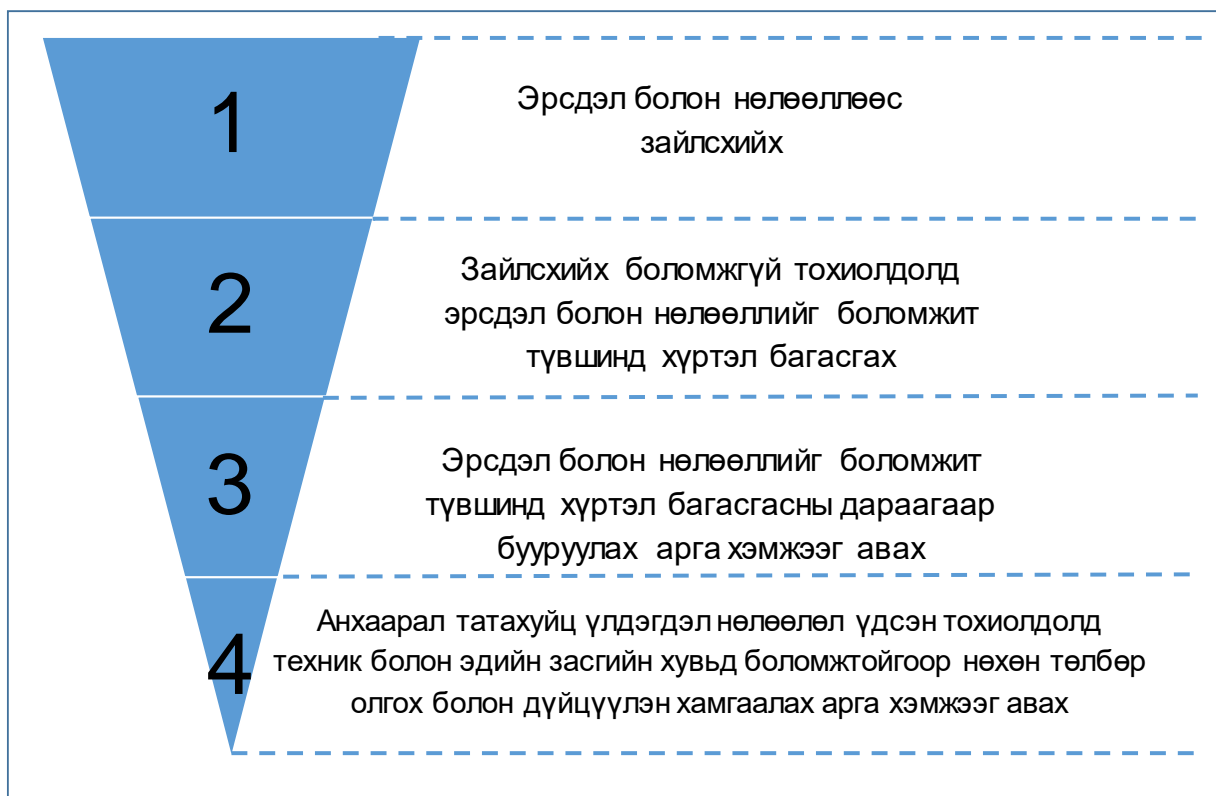 1
Эрсдэл болон нөлөөллөөс
зайлсхийх
2
Зайлсхийх боломжгүй тохиолдолд
эрсдэл болон нөлөөллийг боломжит
түвшинд хүртэл багасгах
3
Эрсдэл болон нөлөөллийг боломжит
түвшинд хүртэл багасгасны дараагаар
бууруулах арга хэмжээг авах
4
Анхаарал татахуйц үлдэгдэл нөлөөлөл үдсэн тохиолдолд
техник болон эдийн засгийн хувьд боломжтойгоор нөхөн төлбөр
олгох болон дүйцүүлэн хамгаалах арга хэмжээг авах